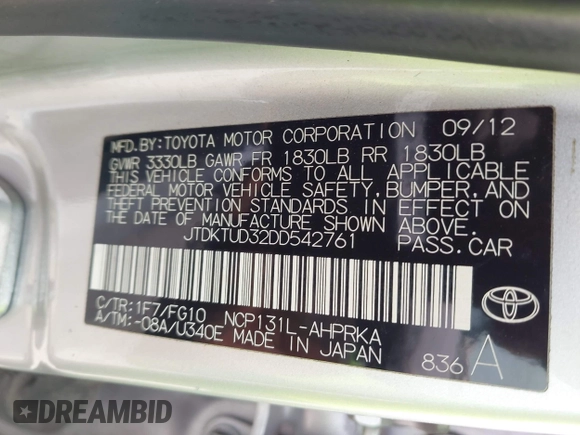 MFD.BY:TOYOTA MOTOR CORPORATION 09/12
GVWR 3330LB GAWR FR 1830LB RR 1830LB
THIS VEHICLE CONFORMS TO ALL APPLICABLE
FEDERAL MOTOR VEHICLE SAFETY,BUMPER,AND
THEFT PREVENTION STANDARDS IN EFFECT ON
THE DATE OF MANUFACTURE SHOWN ABOVE.
JTDKTUD32DD542761 PASS.CAR
C/TR:1F7/FG10 NCP131L-AHPRKA
A/TM:-08A/U340E MADE IN JAPAN
836 A
DREAMBID